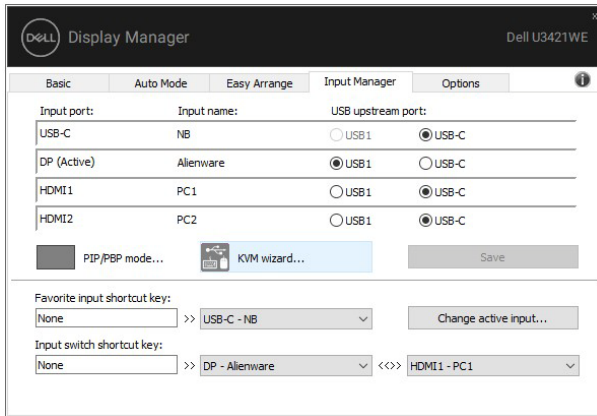 x
DELL Display Manager Dell U3421WE
Basic Auto Mode Easy Arrange Input Manager Options i
Input port: Input name: USB upstream port:
USB-C NB USB1 USB-C
DP (Active) Alienware USB1 USB-C
HDMI1 PC1 USB1 USB-C
HDMI2 PC2 USB1 USB-C
PIP/PBP mode... KVM wizard... Save
Favorite input shortcut key:
None >> USB-C - NB Change active input...
Input switch shortcut key:
None >> DP - Alienware <<>> HDMI1 - PC1